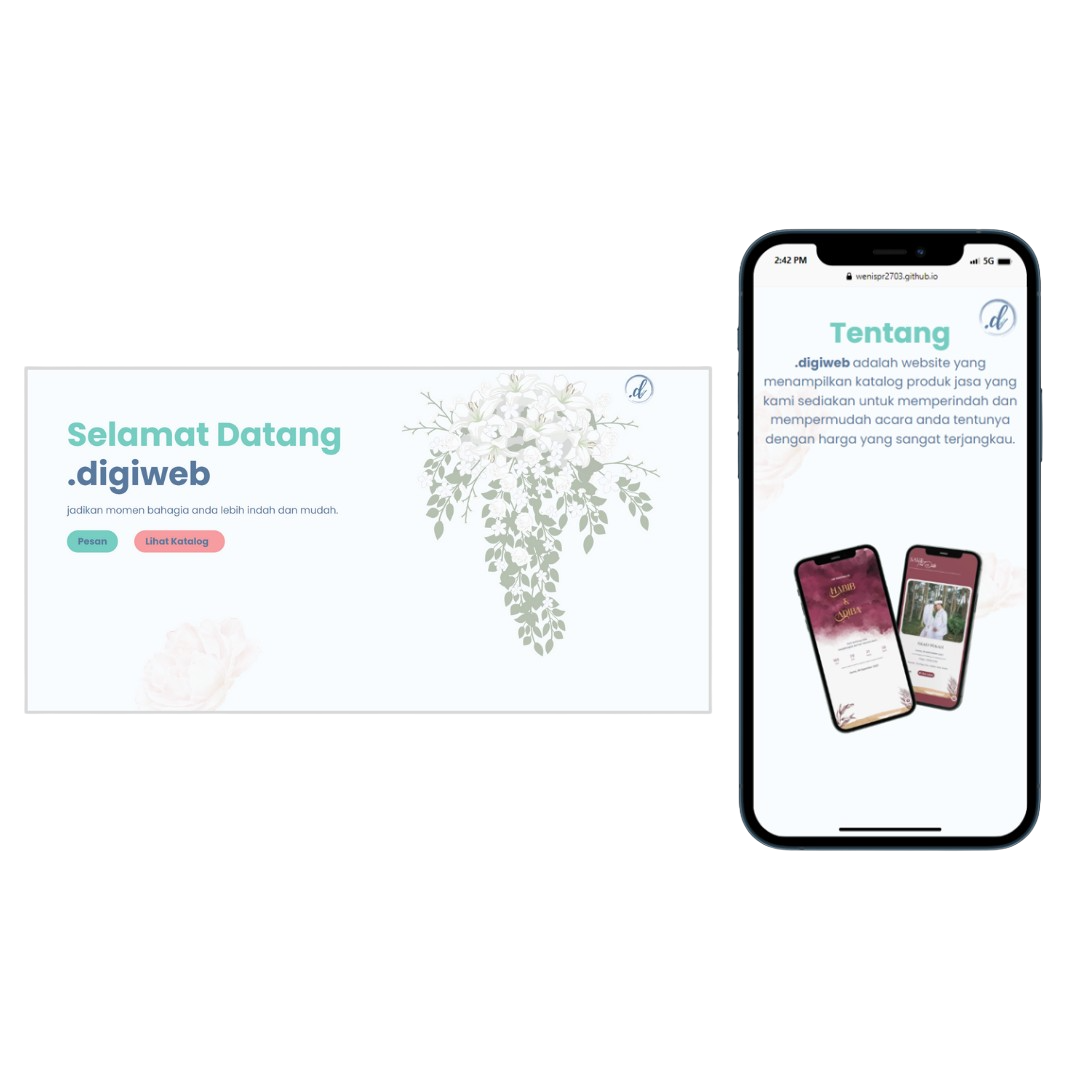 Selamat Datang
.digiweb
jadikan momen bahagia anda lebih indah dan mudah.
Pesan
Lihat Katalog
.d
2:42 PM
5G
wenispr2703.github.io
.d
Tentang
.digiweb adalah website yang
menampilkan katalog produk jasa yang
kami sediakan untuk memperindah dan
mempermudah acara anda tentunya
dengan harga yang sangat terjangkau.
HABIB
&
ADIBA